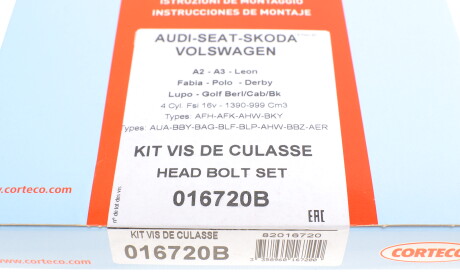 ISTRUZIONI DI MONTAGGIO
INSTRUCCIONES DE MONTAJE
AUDI-SEAT-SKODA
VOLSWAGEN
A2 - A3 - Leon
Fabia - Polo - Derby
Lupo - Golf Berl/Cab/Bk
4 Cyl. Fsi 16v - 1390-999 Cm3
Types: AFH-AFK-AHW-BKY
Types: AUA-BBY-BAG-BLF-BLP-AHW-BBZ-AER
KIT VIS DE CULASSE
HEAD BOLT SET
016720B
EAC
corteco.com
KIT VIS DE CULASSE
016720B
82016720
CORTECO